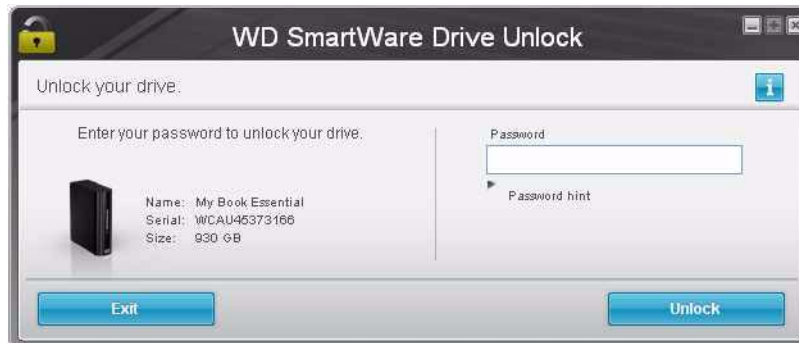 WD SmartWare Drive Unlock
Unlock your drive.
i
Enter your password to unlock your drive.
Name: My Book Essential
Serial: WCAU45373166
Size: 930 GB
Password
Password hint
Exit
Unlock